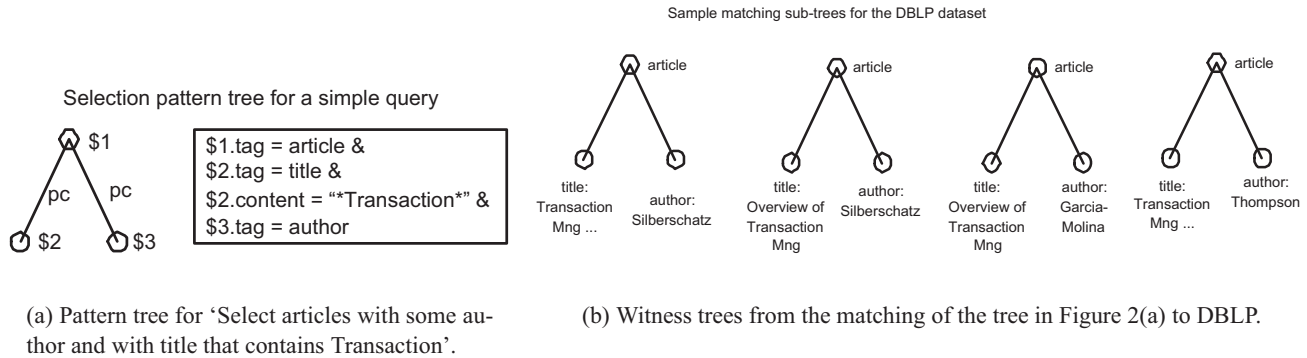 Sample matching sub-trees for the DBLP dataset
Selection pattern tree for a simple query
$1
pc
pc
$2
$3
$1.tag = article &
$2.tag = title &
$2.content = “*Transaction*” &
$3.tag = author
article
title:
Transaction
Mng ...
author:
Silberschatz
article
title:
Overview of
Transaction
Mng
author:
Silberschatz
article
title:
Overview of
Transaction
Mng
author:
Garcia-
Molina
article
title:
Transaction
Mng ...
author:
Thompson
(a) Pattern tree for ‘Select articles with some au-
thor and with title that contains Transaction’.
(b) Witness trees from the matching of the tree in Figure 2(a) to DBLP.